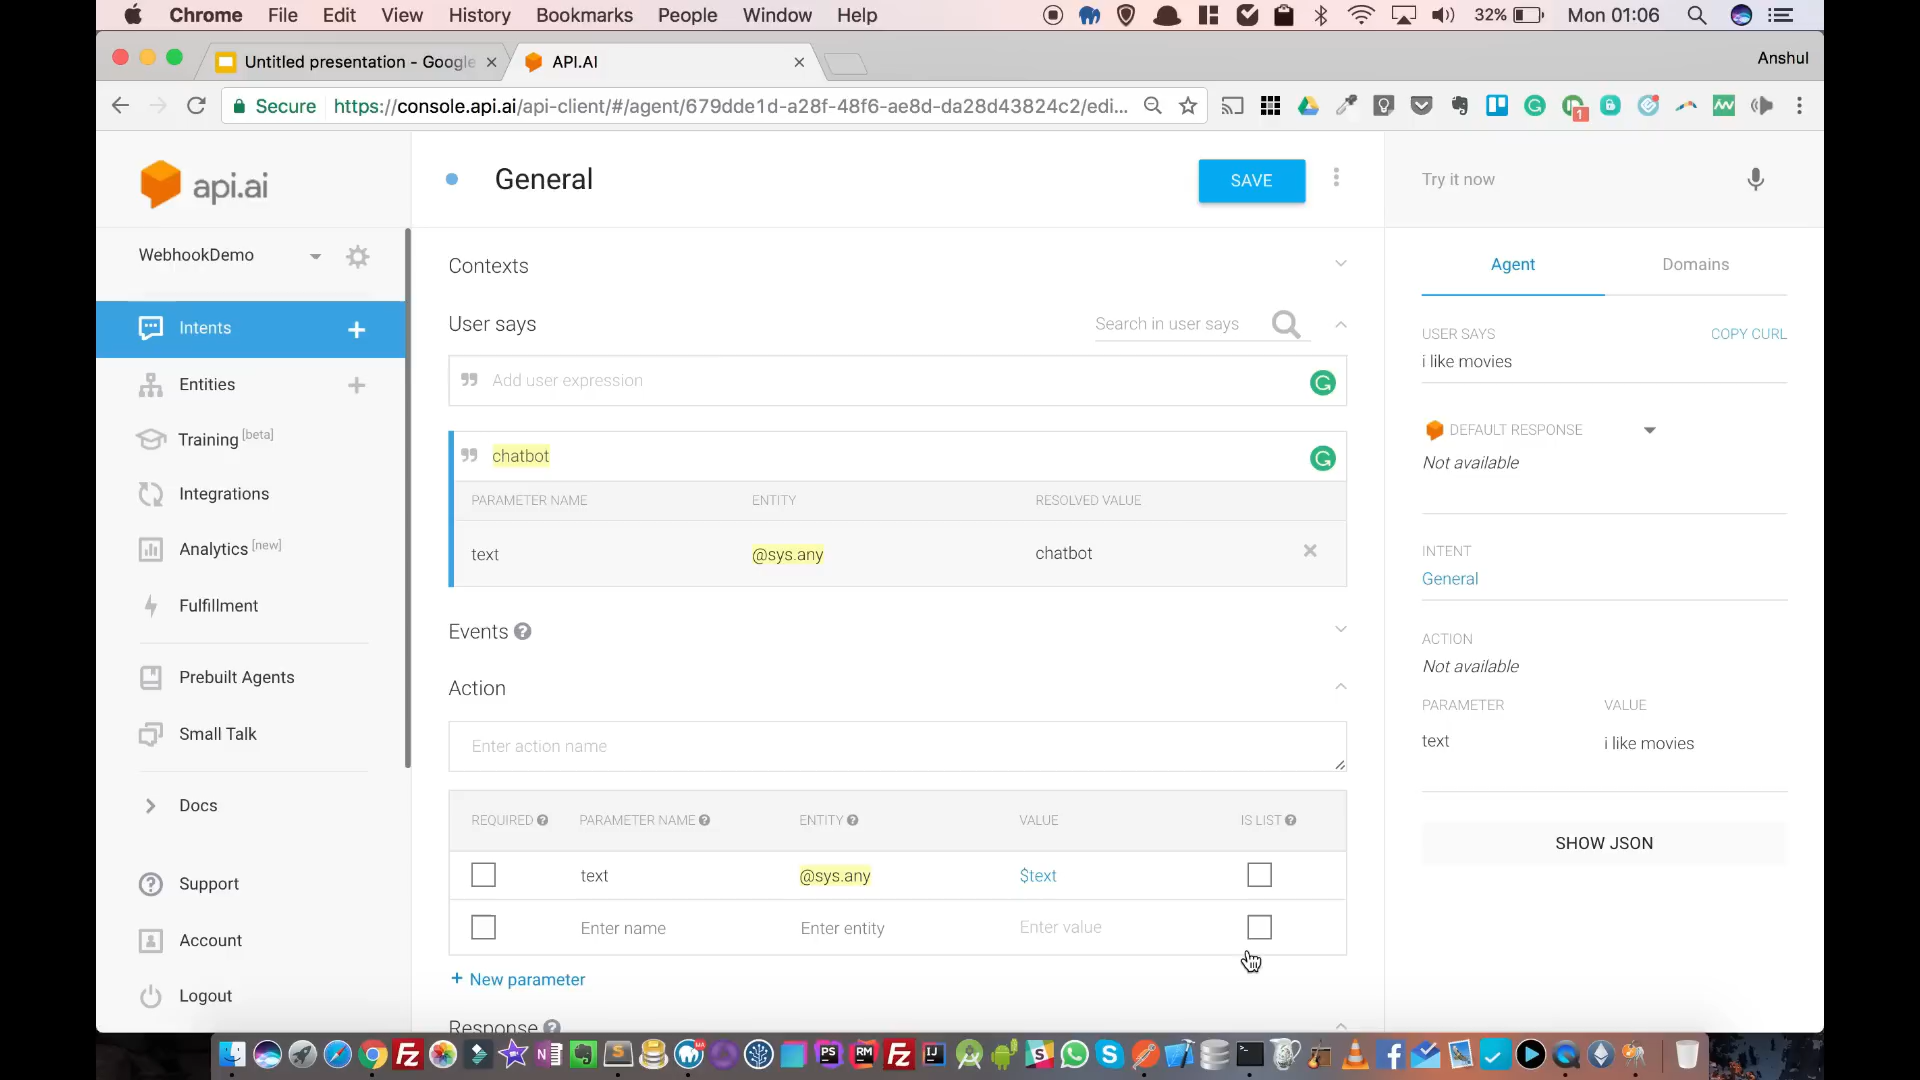 Chrome File Edit View History Bookmarks People Window Help 32% Mon 01:06
Untitled presentation - Google API.AI Anshul
Secure https://console.api.ai/api-client/#/agent/679dde1d-a28f-48f6-ae8d-da28d43824c2/edi... 1
api.ai
General
SAVE
Try it now
WebhookDemo
Intents +
Entities +
Training [beta]
Integrations
Analytics [new]
Fulfillment
Prebuilt Agents
Small Talk
Docs
Support
Account
Logout
Contexts
User says
Search in user says
Add user expression
chatbot
PARAMETER NAME ENTITY RESOLVED VALUE
text @sys.any chatbot
Events
Action
Enter action name
REQUIRED PARAMETER NAME ENTITY VALUE IS LIST
text @sys.any $text
Enter name Enter entity Enter value
+ New parameter
Response
Agent Domains
USER SAYS COPY CURL
i like movies
DEFAULT RESPONSE
Not available
INTENT
General
ACTION
Not available
PARAMETER VALUE
text i like movies
SHOW JSON